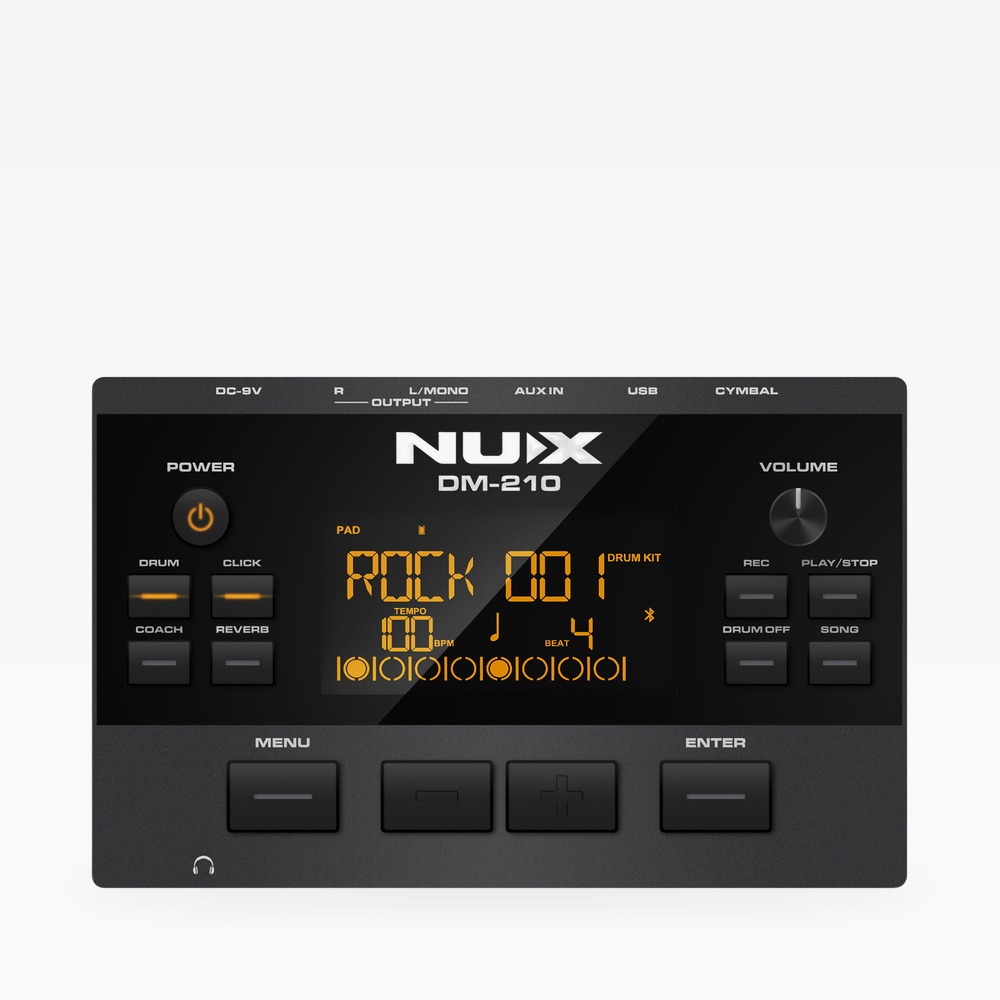 DC-9V R L/MONO AUX IN USB CYMBAL
OUTPUT
NUX
DM-210
POWER
VOLUME
PAD
DRUM CLICK
ROCK 001 DRUM KIT
REC PLAY/STOP
TEMPO
100 BPM BEAT 4
COACH REVERB
DRUM OFF SONG
MENU ENTER